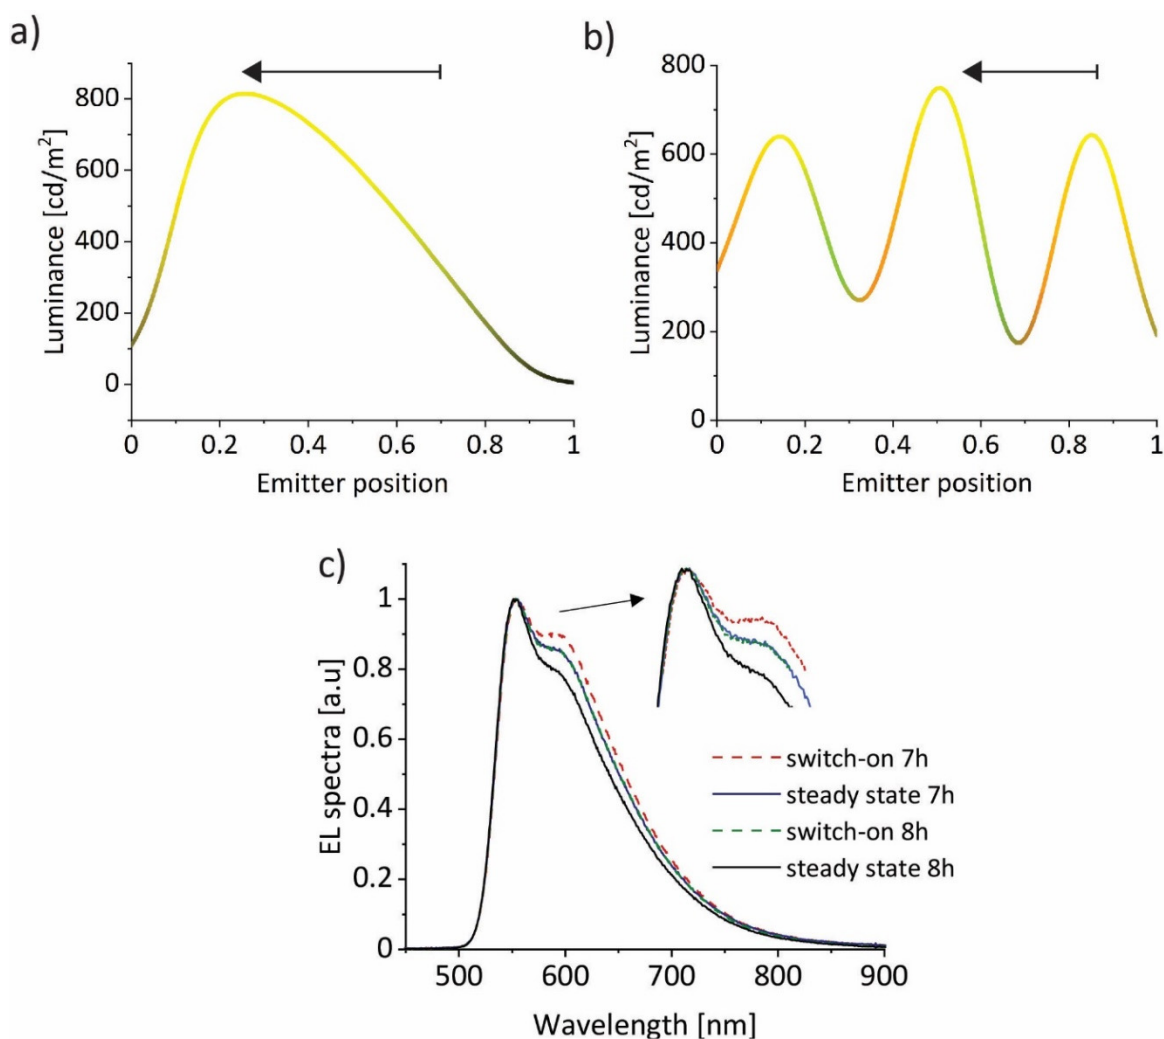 a)
Luminance [cd/m²]
800
600
400
200
0
0
0.2
0.4
0.6
0.8
1
Emitter position
b)
Luminance [cd/m²]
800
600
400
200
0
0
0.2
0.4
0.6
0.8
1
Emitter position
c)
EL spectra [a.u]
1
0.8
0.6
0.4
0.2
0
500
600
700
800
900
Wavelength [nm]
switch-on 7h
steady state 7h
switch-on 8h
steady state 8h